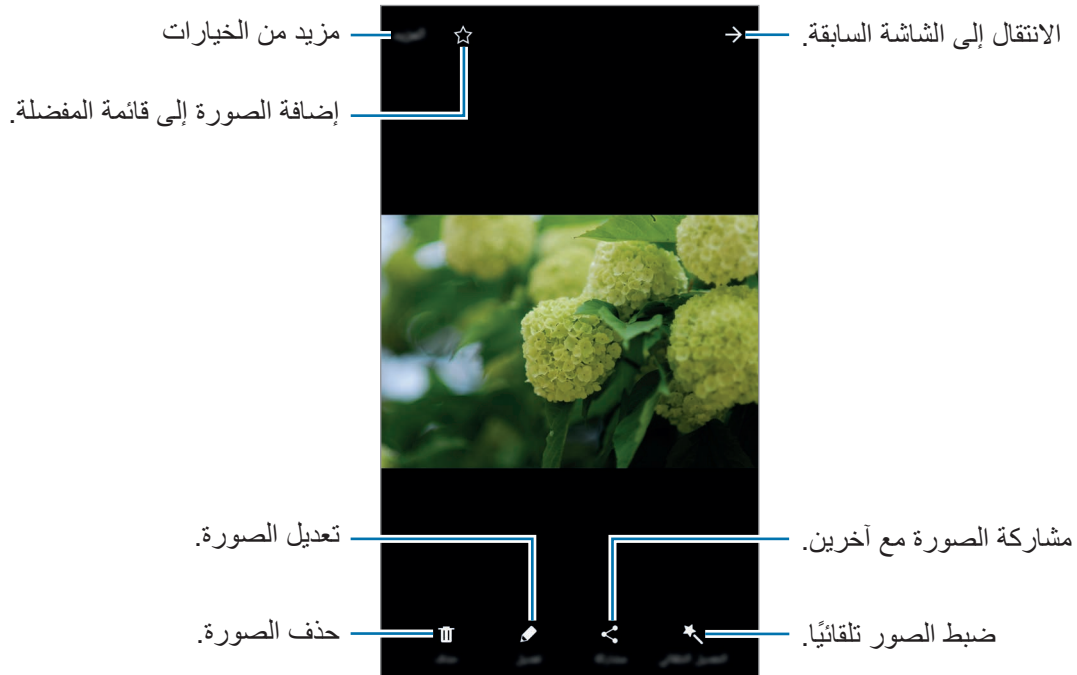 الانتقال إلى الشاشة السابقة.
مزيد من الخيارات
إضافة الصورة إلى قائمة المفضلة.
مشاركة الصورة مع آخرين.
تعديل الصورة.
ضبط الصور تلقائيًا.
حذف الصورة.